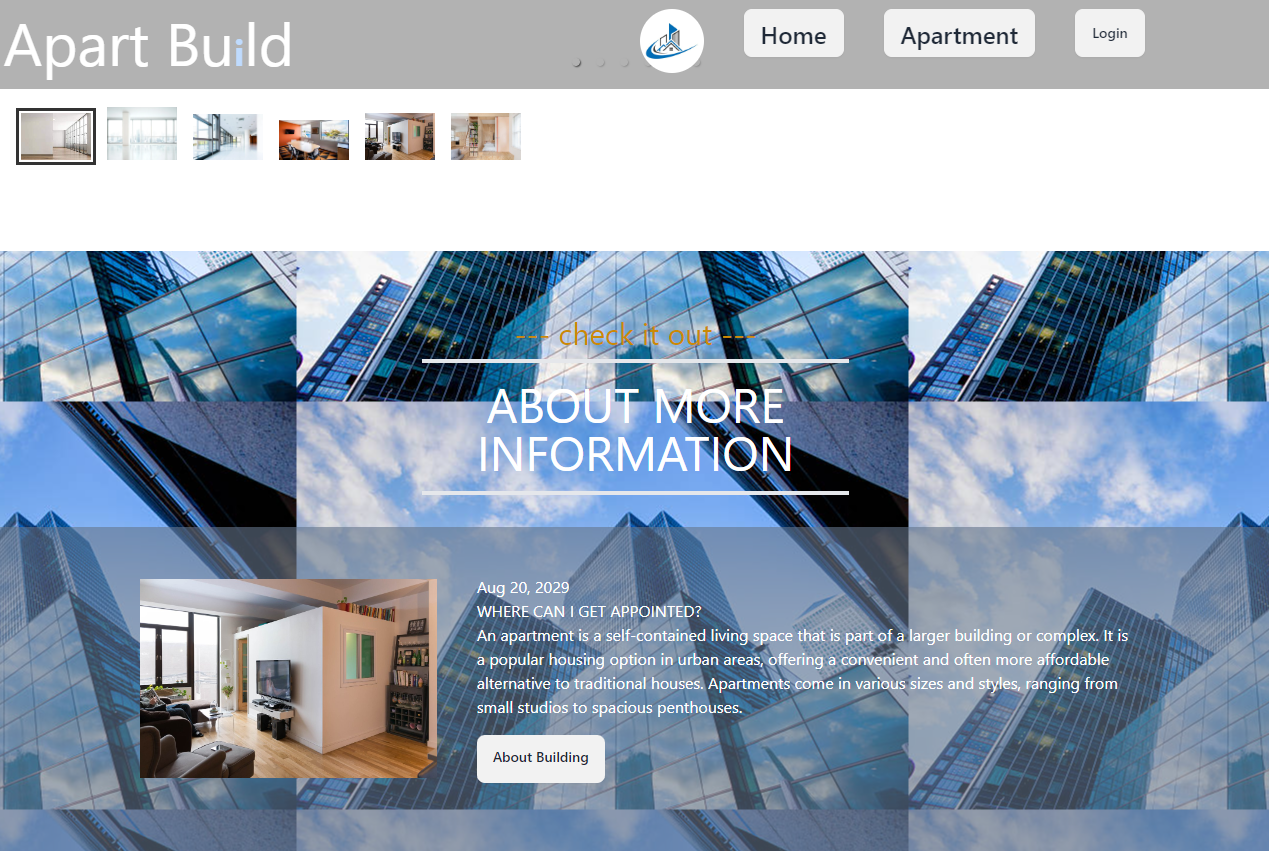 Apart Build
Home
Apartment
Login
--- check it out ---
ABOUT MORE
INFORMATION
Aug 20, 2029
WHERE CAN I GET APPOINTED?
An apartment is a self-contained living space that is part of a larger building or complex. It is
a popular housing option in urban areas, offering a convenient and often more affordable
alternative to traditional houses. Apartments come in various sizes and styles, ranging from
small studios to spacious penthouses.
About Building